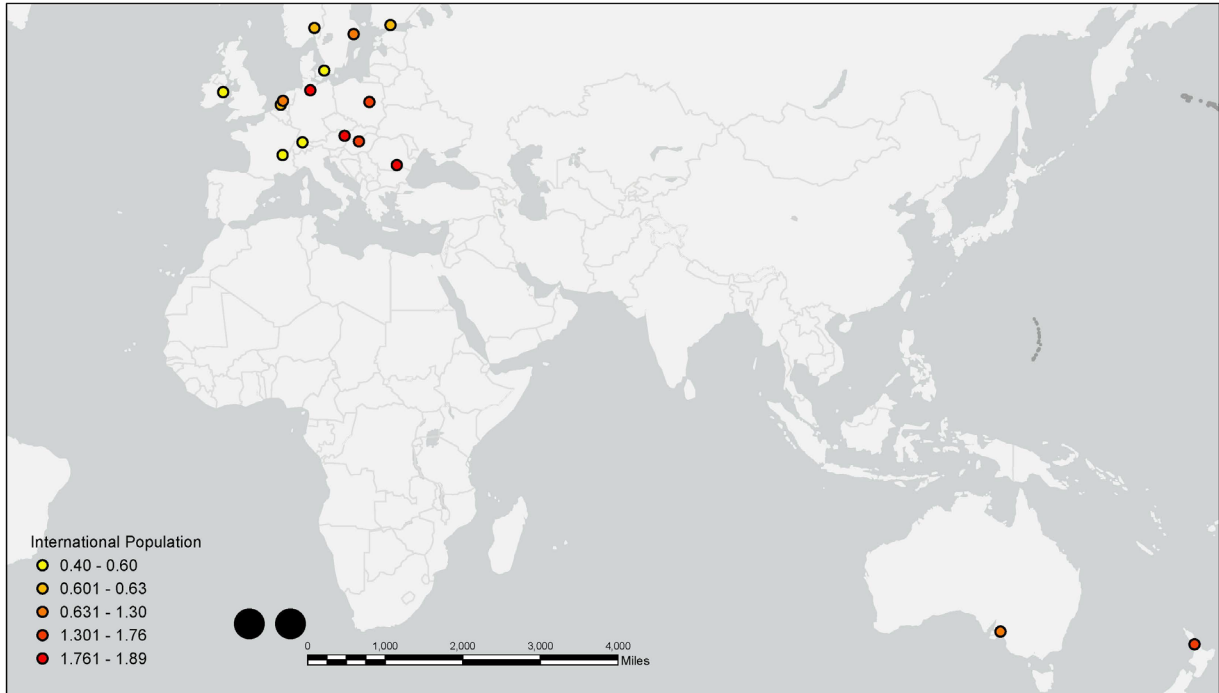 International Population
0.40 - 0.60
0.601 - 0.63
0.631 - 1.30
1.301 - 1.76
1.761 - 1.89
0 1,000 2,000 3,000 4,000
Miles